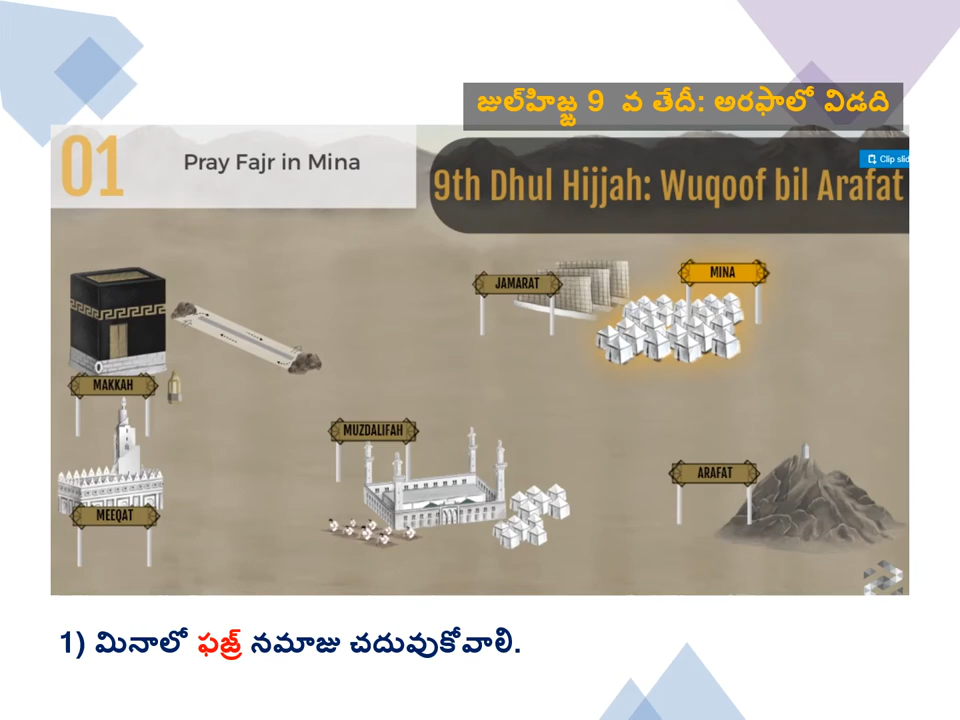 జుల్‌హిజ్జ 9 వ తేదీ: అరఫాలో విడది
01
Pray Fajr in Mina
Clip slid
9th Dhul Hijjah: Wuqoof bil Arafat
JAMARAT
MINA
MAKKAH
MUZDALIFAH
ARAFAT
MEEQAT
1) మినాలో ఫజ్ర్ నమాజు చదువుకోవాలి.